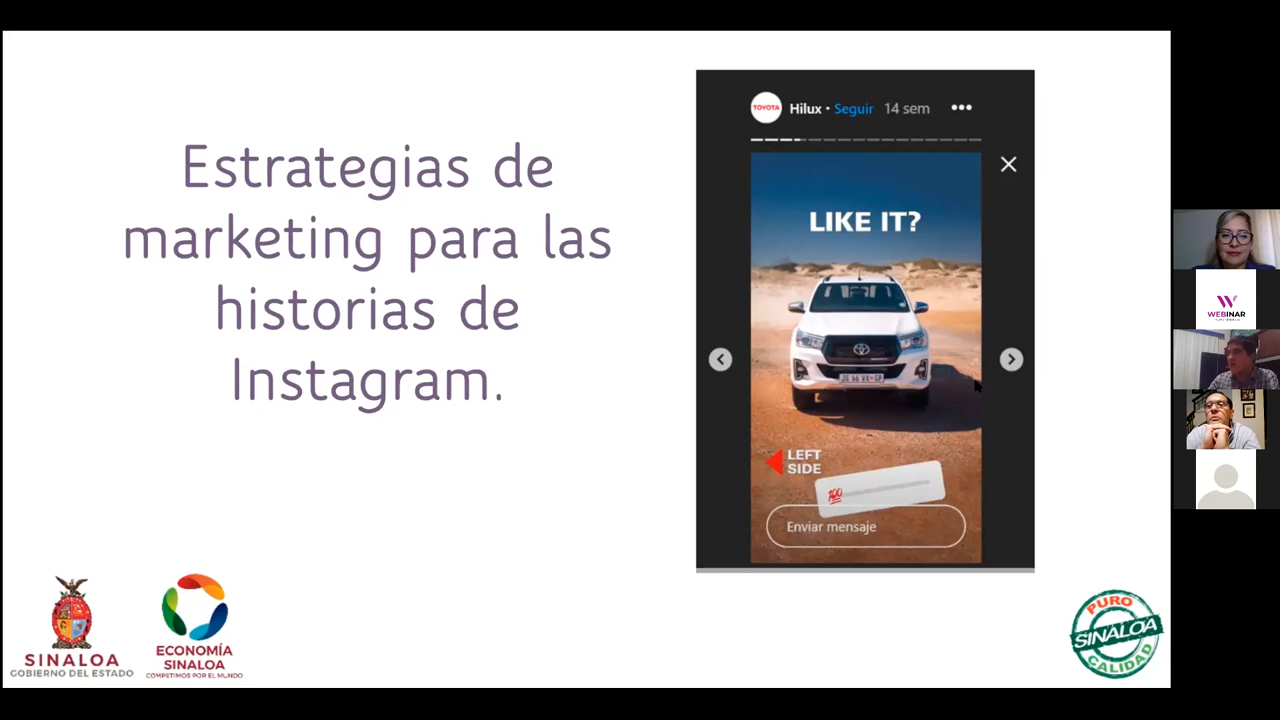 Estrategias de
marketing para las
historias de
Instagram.
TOYOTA
Hilux • Seguir 14 sem •••
LIKE IT?
LEFT
SIDE
💯
Enviar mensaje
SINALOA
GOBIERNO DEL ESTADO
ECONOMÍA
SINALOA
COMPETIMOS POR EL MUNDO
PURO
SINALOA
CALIDAD
WEBINAR